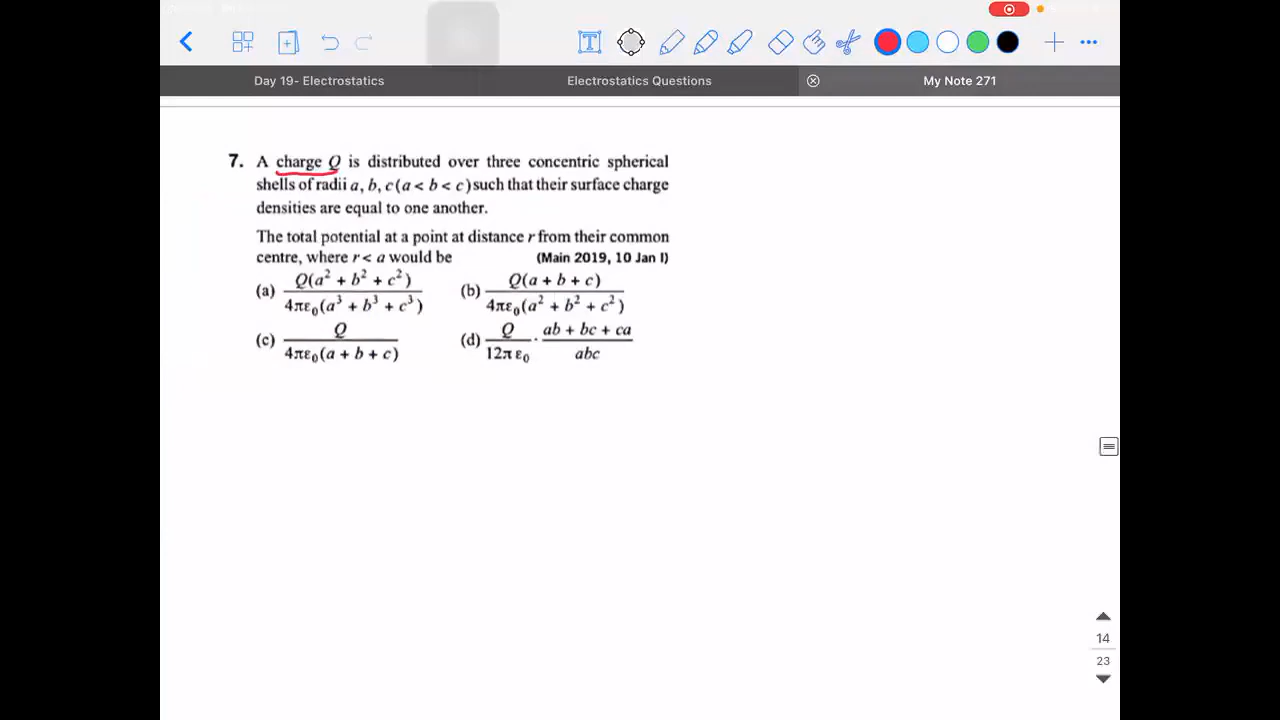 Day 19- Electrostatics
Electrostatics Questions
My Note 271
7. A charge Q is distributed over three concentric spherical
shells of radii a, b, c(a < b < c) such that their surface charge
densities are equal to one another.
The total potential at a point at distance r from their common
centre, where r < a would be (Main 2019, 10 Jan I)
(a) Q(a² + b² + c²) / 4πε₀(a³ + b³ + c³) (b) Q(a + b + c) / 4πε₀(a² + b² + c²)
(c) Q / 4πε₀(a + b + c) (d) Q / 12πε₀ · ab + bc + ca / abc
14
23